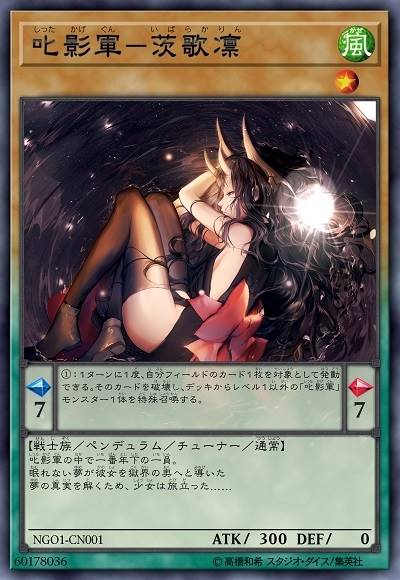 しった かげ ぐん いばらかりん
叱影軍－茨歌凛
かぜ
風
①：1ターンに1度、自分フィールドのカード1枚を対象として発動
できる。そのカードを破壊し、デッキからレベル1以外の「叱影軍」
モンスター1体を特殊召喚する。
7 7
【戦士族／ペンデュラム／チューナー／通常】
叱影軍の中で一番年下の一員。
眠れない夢が彼女を獄界の奥へと導いた
夢の真実を解くため、少女は旅立った……
NGO1-CN001 ATK/ 300 DEF/ 0
60178036 ©高橋和希 スタジオ・ダイス/集英社